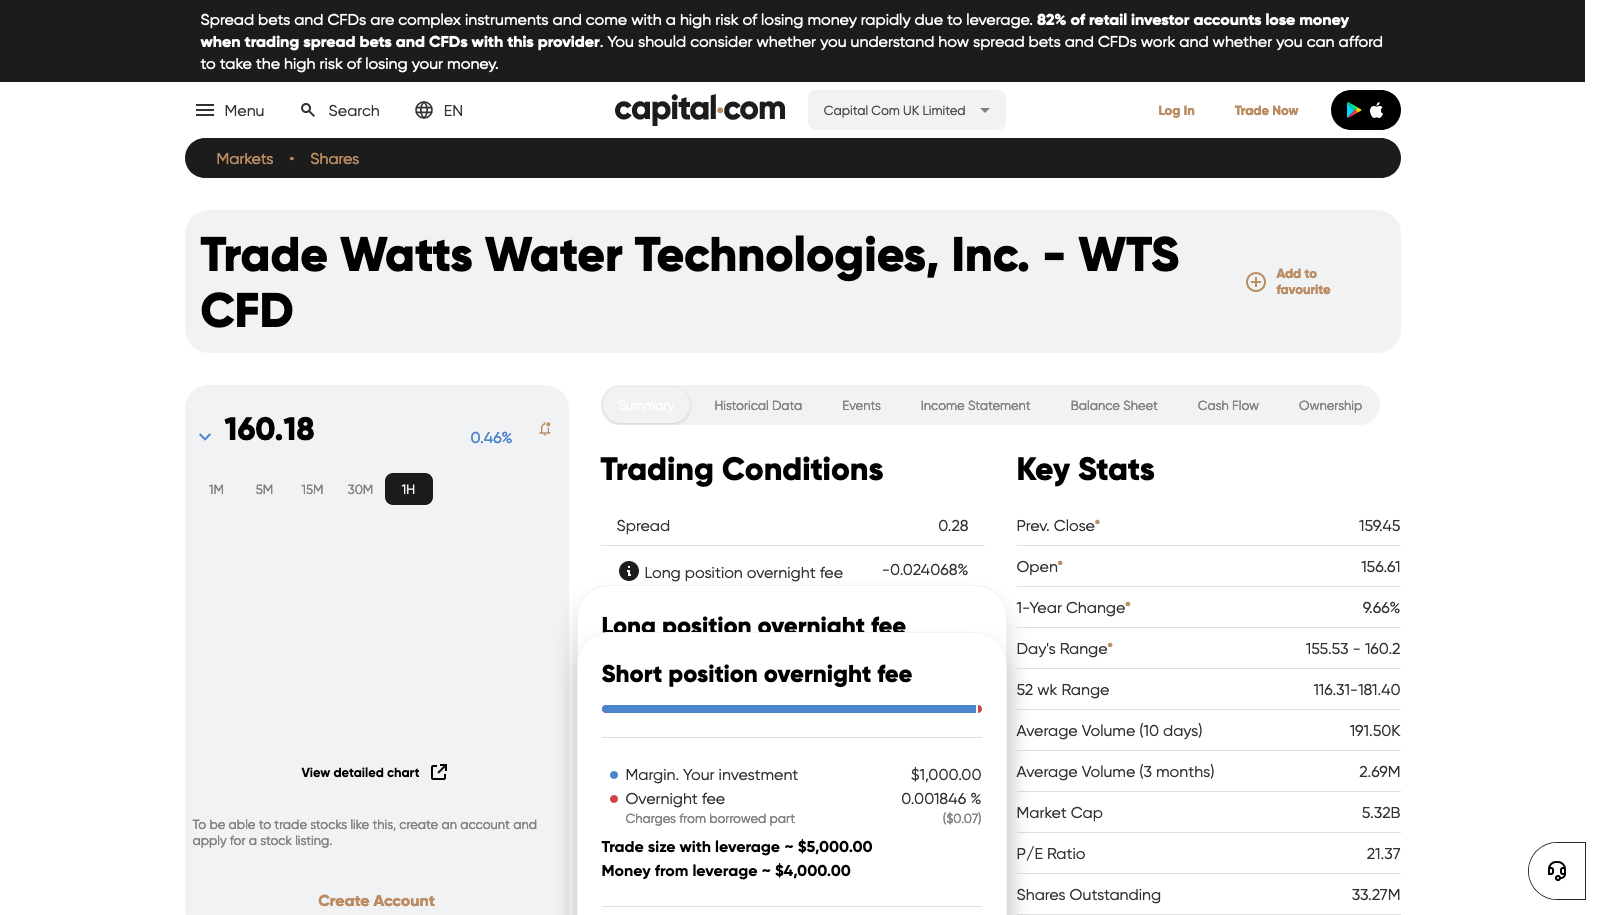 Spread bets and CFDs are complex instruments and come with a high risk of losing money rapidly due to leverage. 82% of retail investor accounts lose money
when trading spread bets and CFDs with this provider. You should consider whether you understand how spread bets and CFDs work and whether you can afford
to take the high risk of losing your money.
Menu Search EN capital.com Capital Com UK Limited Log In Trade Now
Markets • Shares
Trade Watts Water Technologies, Inc. - WTS
CFD
Add to
favourite
160.18 0.46%
1M 5M 15M 30M 1H
View detailed chart
To be able to trade stocks like this, create an account and
apply for a stock listing.
Create Account
Summary Historical Data Events Income Statement Balance Sheet Cash Flow Ownership
Trading Conditions
Spread 0.28
Long position overnight fee -0.024068%
Long position overnight fee
Short position overnight fee
Margin. Your investment $1,000.00
Overnight fee 0.001846 %
Charges from borrowed part ($0.07)
Trade size with leverage ~ $5,000.00
Money from leverage ~ $4,000.00
Key Stats
Prev. Close* 159.45
Open* 156.61
1-Year Change* 9.66%
Day's Range* 155.53 - 160.2
52 wk Range 116.31-181.40
Average Volume (10 days) 191.50K
Average Volume (3 months) 2.69M
Market Cap 5.32B
P/E Ratio 21.37
Shares Outstanding 33.27M